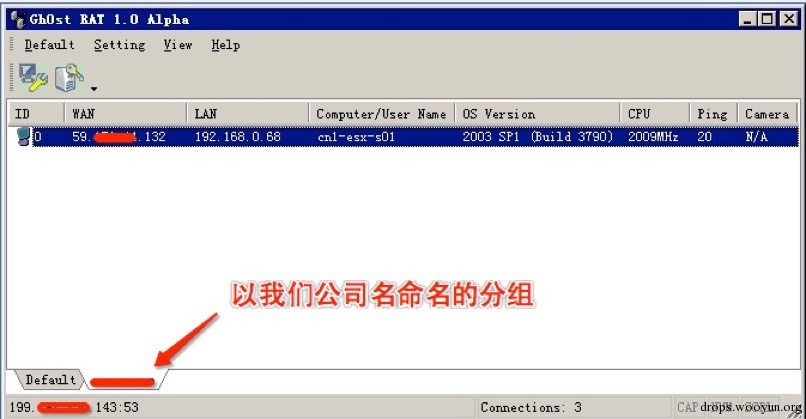 Gh0st RAT 1.0 Alpha
Default Setting View Help
ID WAN LAN Computer/User Name OS Version CPU Ping Camera
0 59. .132 192.168.0.68 cn1-esx-s01 2003 SP1 (Build 3790) 2009MHz 20 N/A
以我们公司名命名的分组
Default
199. .143:53 Connections: 3 CAP
drops.wooyun.org